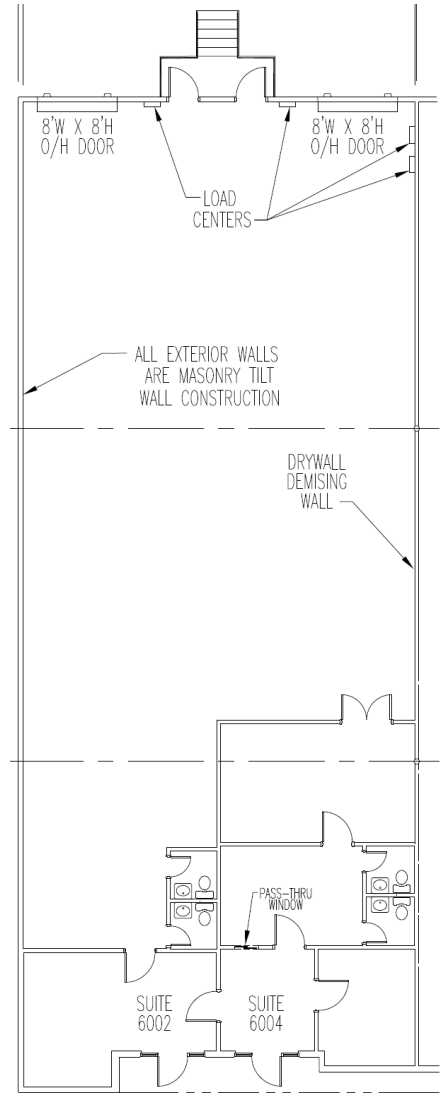 8'W X 8'H
O/H DOOR
8'W X 8'H
O/H DOOR
LOAD
CENTERS
ALL EXTERIOR WALLS
ARE MASONRY TILT
WALL CONSTRUCTION
DRYWALL
DEMISING
WALL
PASS-THRU
WINDOW
SUITE
6002
SUITE
6004